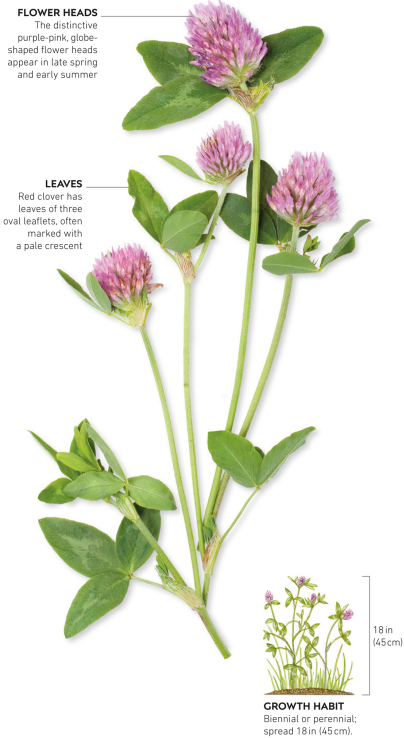 FLOWER HEADS
The distinctive
purple-pink, globe-
shaped flower heads
appear in late spring
and early summer
LEAVES
Red clover has
leaves of three
oval leaflets, often
marked with
a pale crescent
18 in
(45 cm)
GROWTH HABIT
Biennial or perennial;
spread 18 in (45 cm).